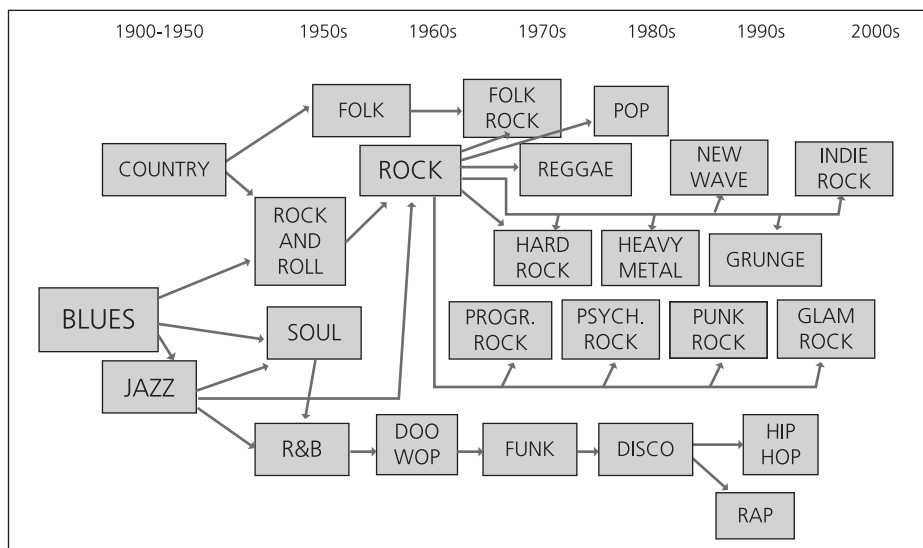 1900-1950 1950s 1960s 1970s 1980s 1990s 2000s
FOLK
FOLK
ROCK
POP
COUNTRY
ROCK
REGGAE
NEW
WAVE
INDIE
ROCK
ROCK
AND
ROLL
HARD
ROCK
HEAVY
METAL
GRUNGE
BLUES
SOUL
PROGR.
ROCK
PSYCH.
ROCK
PUNK
ROCK
GLAM
ROCK
JAZZ
R&B
DOO
WOP
FUNK
DISCO
HIP
HOP
RAP